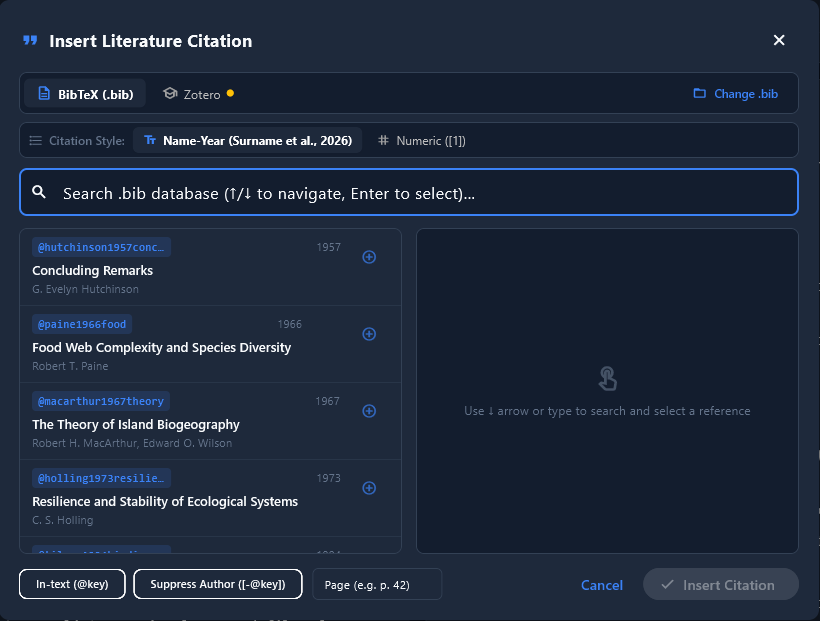 Insert Literature Citation
BibTeX (.bib)
Zotero
Change .bib
Citation Style:
Name-Year (Surname et al., 2026)
Numeric ([1])
Search .bib database (↑/↓ to navigate, Enter to select)...
@hutchinson1957conc…
1957
Concluding Remarks
G. Evelyn Hutchinson
@paine1966food
1966
Food Web Complexity and Species Diversity
Robert T. Paine
@macarthur1967theory
1967
The Theory of Island Biogeography
Robert H. MacArthur, Edward O. Wilson
@holling1973resilie…
1973
Resilience and Stability of Ecological Systems
C. S. Holling
Use ↓ arrow or type to search and select a reference
In-text (@key)
Suppress Author ([-@key])
Page (e.g. p. 42)
Cancel
Insert Citation